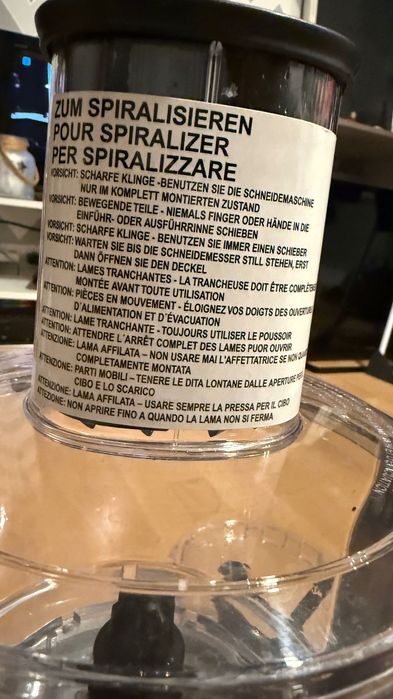 ZUM SPIRALISIEREN
POUR SPIRALIZER
PER SPIRALIZZARE
VORSICHT: SCHARFE KLINGE -BENUTZEN SIE DIE SCHNEIDEMASCHINE
NUR IM KOMPLETT MONTIERTEN ZUSTAND
VORSICHT: BEWEGENDE TEILE - NIEMALS FINGER ODER HÄNDE IN DIE
EINFÜHR- ODER AUSFÜHRRINNE SCHIEBEN
VORSICHT: SCHARFE KLINGE - BENUTZEN SIE IMMER EINEN SCHIEBER
VORSICHT: WARTEN SIE BIS DIE SCHNEIDEMESSER STILL STEHEN, ERST
DANN ÖFFNEN SIE DEN DECKEL
ATTENTION: LAMES TRANCHANTES - LA TRANCHEUSE DOIT ÊTRE
MONTÉE AVANT TOUTE UTILISATION
ATTENTION: PIÈCES EN MOUVEMENT - ÉLOIGNEZ VOS DIGTS DES
D'ALIMENTATION ET D'ÉVACUATION
ATTENTION: LAME TRANCHANTE - TOUJOURS UTILISER LE POUSSOIR
ATTENTION: ATTENDRE L´ARRÊT COMPLET DES LAMES PUOR OUVRIR
ATTENZIONE: LAMA AFFILATA – NON USARE MAI L'AFFETTATRICE SE NON
COMPLETAMENTE MONTATA
ATTENZIONE: PARTI MOBILI – TENERE LE DITA LONTANE DALLE APERTURE
CIBO E LO SCARICO
ATTENZIONE: LAMA AFFILATA – USARE SEMPRE LA PRESSA PER IL CIBO
ATTEZIONE: NON APRIRE FINO A QUANDO LA LAMA NON SI FERMA